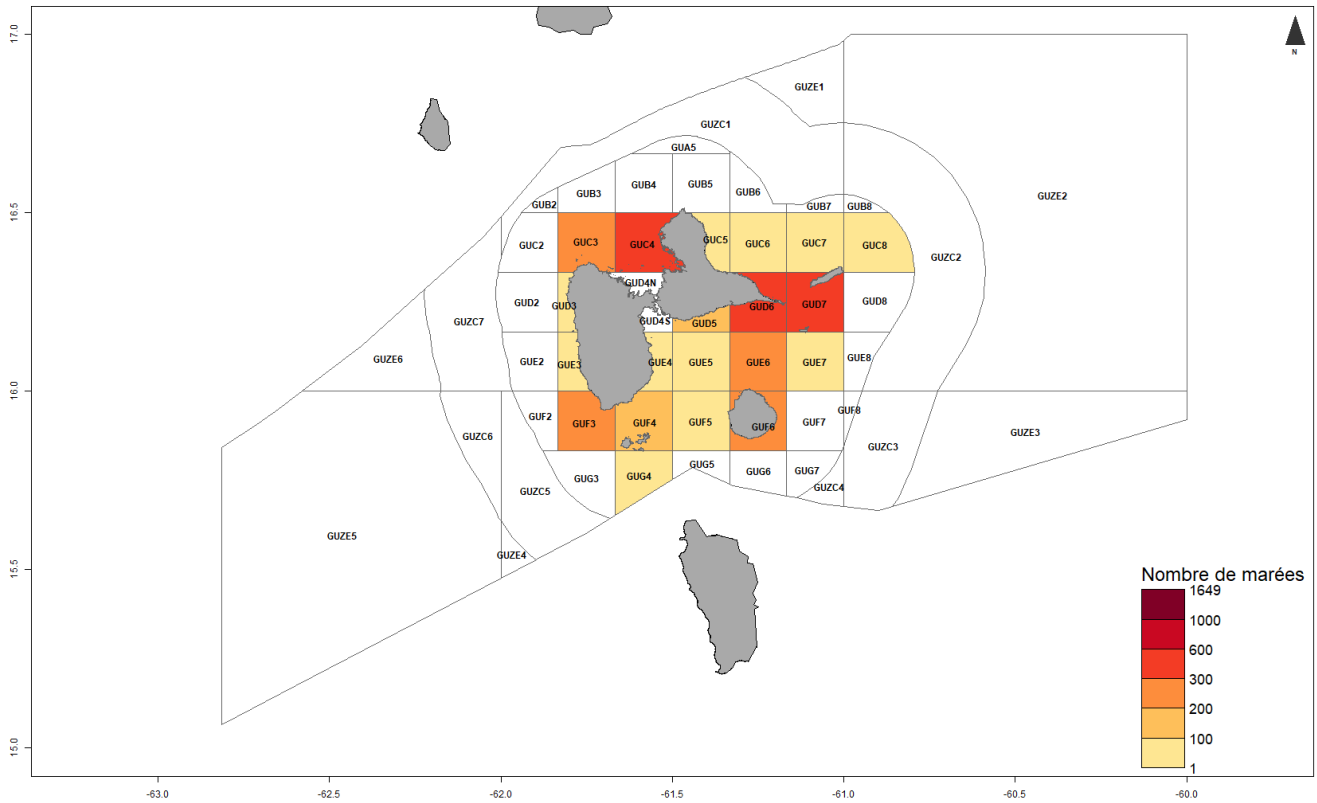 17.0
N
GUZE1
GUZC1
GUA5
GUB4
GUB5
GUB3
GUB6
GUZE2
GUB2
GUB7
GUB8
16.5
GUC2
GUC3
GUC4
GUC5
GUC6
GUC7
GUC8
GUZC2
GUD4N
GUD2
GUD3
GUD6
GUD7
GUD8
GUZC7
GUD4S
GUD5
GUZE6
GUE2
GUE3
GUE4
GUE5
GUE6
GUE7
GUE8
16.0
GUF2
GUF3
GUF4
GUF5
GUF6
GUF7
GUF8
GUZC6
GUZE3
GUZC3
GUG5
GUG6
GUG7
GUG3
GUG4
GUZC5
GUZC4
GUZE5
GUZE4
15.5
Nombre de marées
1649
1000
600
300
200
100
1
15.0
-63.0
-62.5
-62.0
-61.5
-61.0
-60.5
-60.0